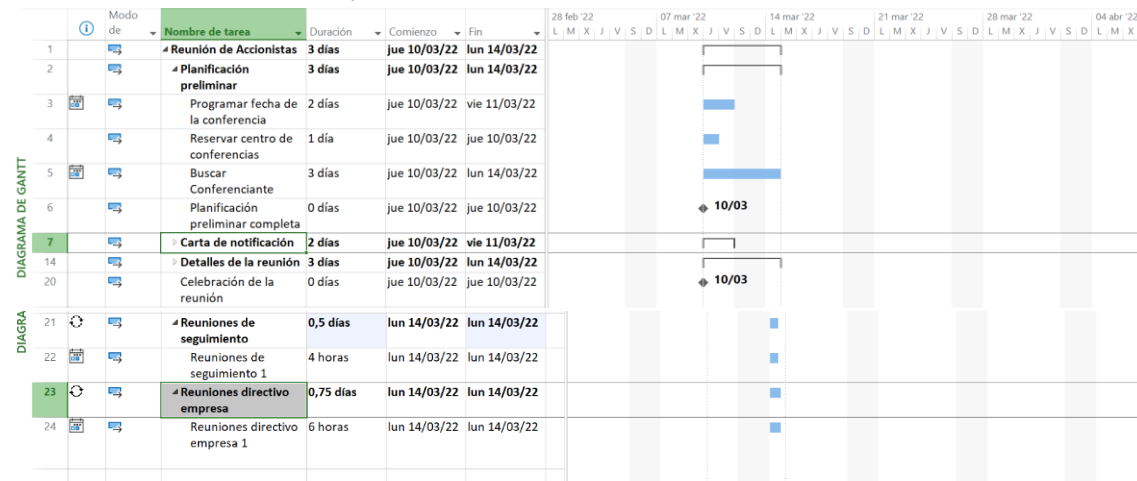 28 feb '22 07 mar '22 14 mar '22 21 mar '22 28 mar '22 04 abr '22
Modo
de Nombre de tarea Duración Comienzo Fin L M X J V S D L M X J V S D L M X J V S D L M X J V S D L M X J V S D L M X
1 Reunión de Accionistas 3 días jue 10/03/22 lun 14/03/22
2 Planificación 3 días jue 10/03/22 lun 14/03/22
preliminar
3 Programar fecha de 2 días jue 10/03/22 vie 11/03/22
la conferencia
4 Reservar centro de 1 día jue 10/03/22 jue 10/03/22
conferencias
5 Buscar 3 días jue 10/03/22 lun 14/03/22
Conferenciante
6 Planificación 0 días jue 10/03/22 jue 10/03/22 10/03
preliminar completa
7 Carta de notificación 2 días jue 10/03/22 vie 11/03/22
14 Detalles de la reunión 3 días jue 10/03/22 lun 14/03/22
20 Celebración de la 0 días jue 10/03/22 jue 10/03/22 10/03
reunión
DIAGRAMA DE GANTT
21 Reuniones de 0,5 días lun 14/03/22 lun 14/03/22
seguimiento
22 Reuniones de 4 horas lun 14/03/22 lun 14/03/22
seguimiento 1
23 Reuniones directivo 0,75 días lun 14/03/22 lun 14/03/22
empresa
24 Reuniones directivo 6 horas lun 14/03/22 lun 14/03/22
empresa 1
DIAGRA